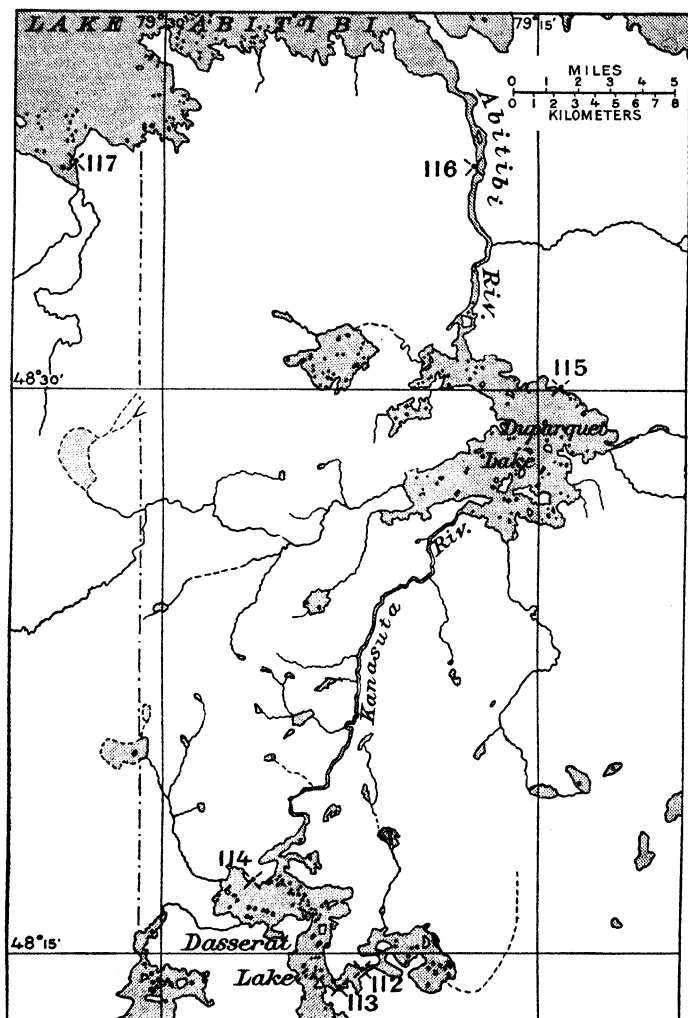 LAKE ABITIBI
79° 30'
79° 15'
MILES
0 1 2 3 4 5
0 1 2 3 4 5 6 7 8
KILOMETERS
Abitibi
Riv.
117
116
48° 30'
115
Duparquet
Lake
Riv.
Kanasuta
114
48° 15'
Dasserat
Lake
112
113